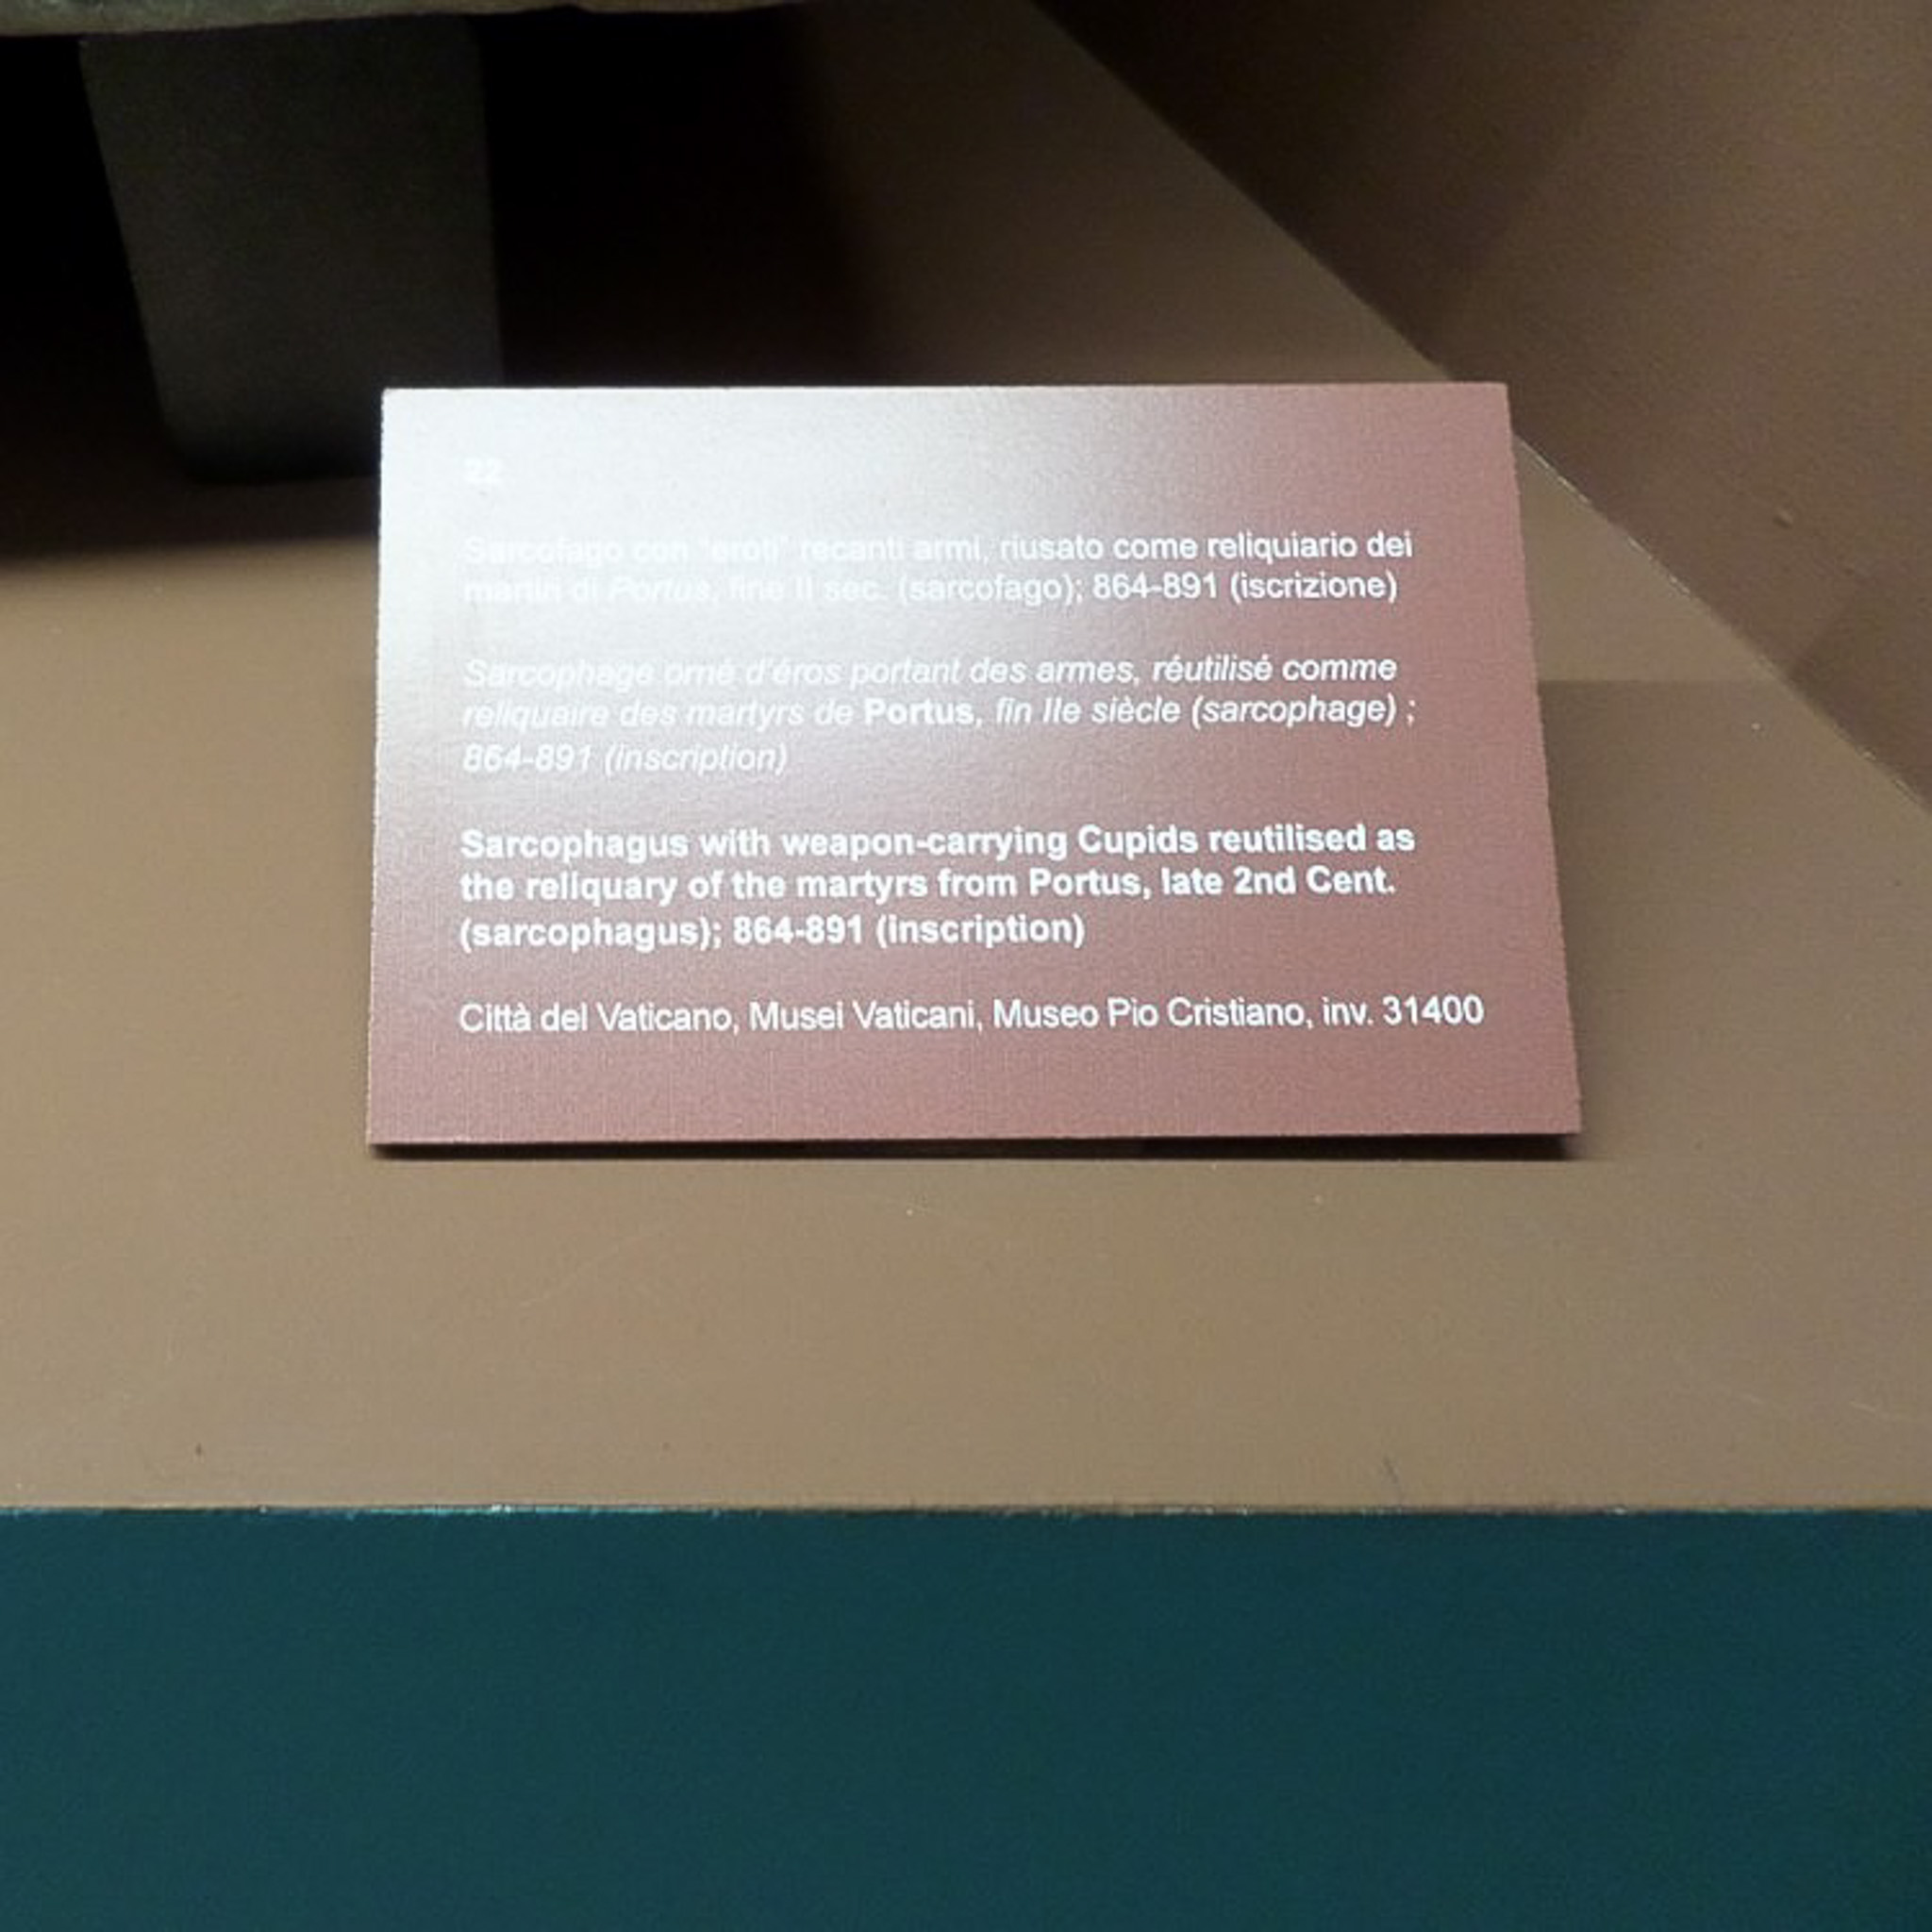 22
Sarcofago con "eroti" recanti armi, riusato come reliquiario dei
martiri di Portus, fine II sec. (sarcofago); 864-891 (iscrizione)
Sarcophage orné d'éros portant des armes, réutilisé comme
reliquaire des martyrs de Portus, fin IIe siècle (sarcophage) ;
864-891 (inscription)
Sarcophagus with weapon-carrying Cupids reutilised as
the reliquary of the martyrs from Portus, late 2nd Cent.
(sarcophagus); 864-891 (inscription)
Città del Vaticano, Musei Vaticani, Museo Pio Cristiano, inv. 31400